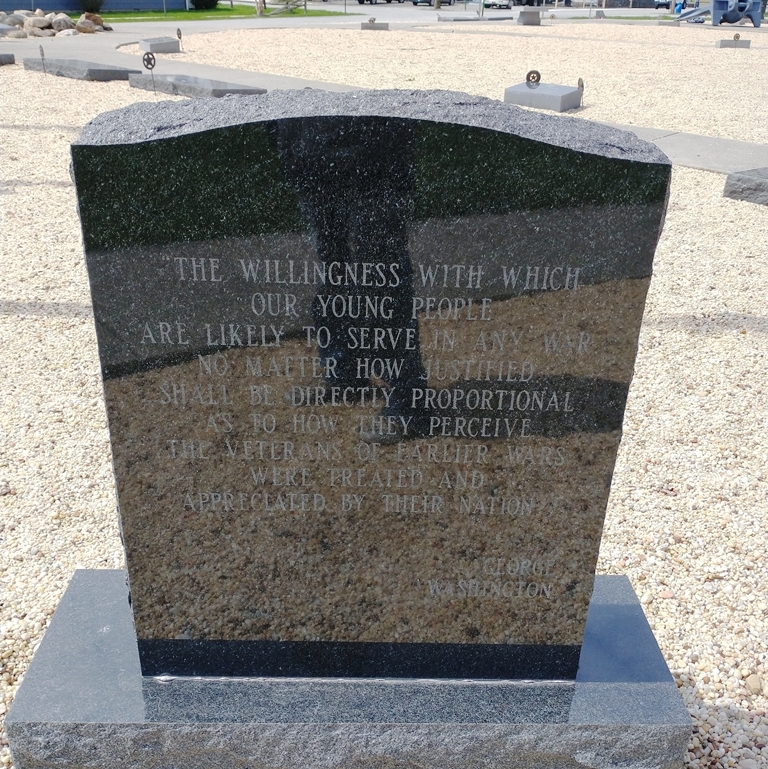 "THE WILLINGNESS WITH WHICH
OUR YOUNG PEOPLE
ARE LIKELY TO SERVE IN ANY WAR
NO MATTER HOW JUSTIFIED
SHALL BE DIRECTLY PROPORTIONAL
AS TO HOW THEY PERCEIVE
THE VETERANS OF EARLIER WARS
WERE TREATED AND
APPRECIATED BY THEIR NATION"
GEORGE
WASHINGTON